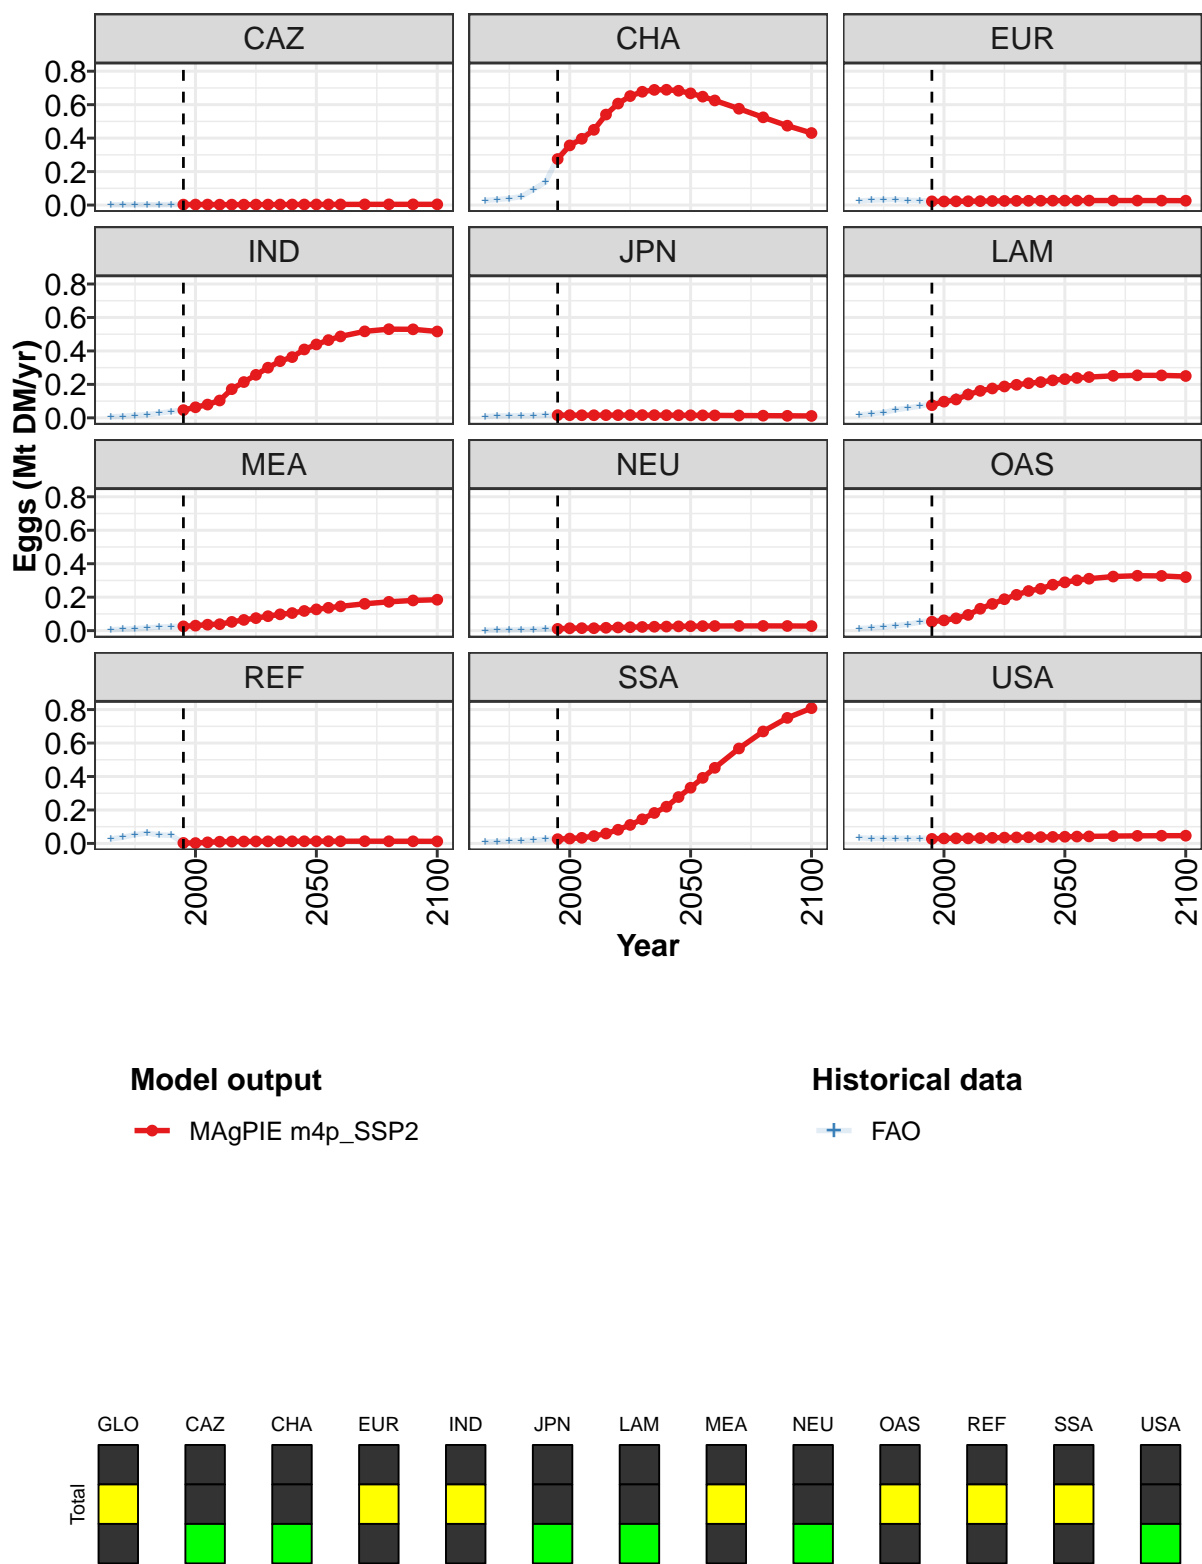 CAZ CHA EUR
0.8
0.6
0.4
0.2
0.0
IND JPN LAM
0.8
0.6
0.4
0.2
0.0
MEA NEU OAS
0.8
0.6
0.4
0.2
0.0
REF SSA USA
0.8
0.6
0.4
0.2
0.0
Eggs (Mt DM/yr)
2000 2050 2100 2000 2050 2100 2000 2050 2100
Year
Model output Historical data
MAgPIE m4p_SSP2 FAO
GLO CAZ CHA EUR IND JPN LAM MEA NEU OAS REF SSA USA
Total